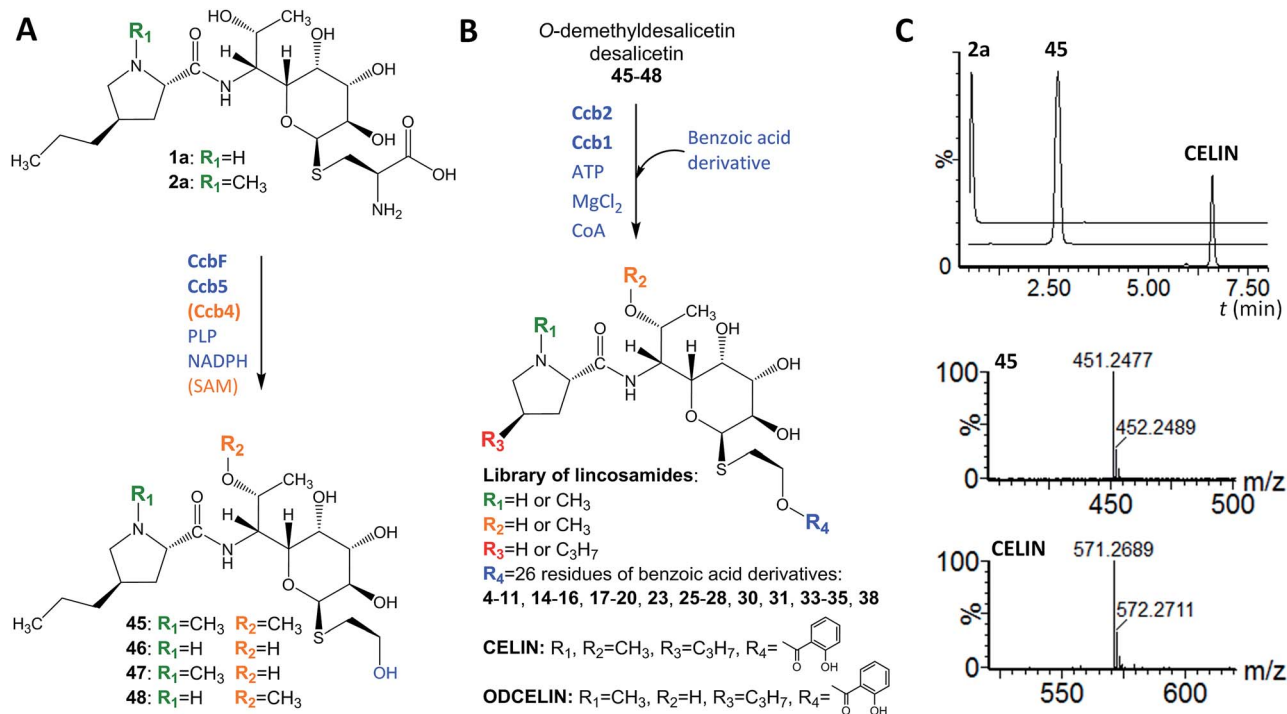 A
R1
N
O
C
N
H
H
H
HO
CH3
OH
OH
O
OH
S
O
OH
NH2
H3C
1a: R1=H
2a: R1=CH3
CcbF
Ccb5
(Ccb4)
PLP
NADPH
(SAM)
R2
O
CH3
R1
N
O
C
N
H
H
H
OH
OH
O
OH
S
OH
H3C
45: R1=CH3 R2=CH3
46: R1=H R2=H
47: R1=CH3 R2=H
48: R1=H R2=CH3
B
O-demethyldesalicetin
desalicetin
45-48
Ccb2
Ccb1
ATP
MgCl2
CoA
Benzoic acid
derivative
R2
O
CH3
R1
N
O
C
N
H
H
H
OH
OH
O
OH
S
R3
O
R4
Library of lincosamides:
R1=H or CH3
R2=H or CH3
R3=H or C3H7
R4=26 residues of benzoic acid derivatives:
4-11, 14-16, 17-20, 23, 25-28, 30, 31, 33-35, 38
CELIN: R1, R2=CH3, R3=C3H7, R4=
O
OH
ODCELIN: R1=CH3, R2=H, R3=C3H7, R4=
O
OH
C
2a
45
CELIN
%
0
2.50
5.00
7.50
t (min)
45
451.2477
452.2489
100
%
0
450
500
m/z
CELIN
571.2689
572.2711
100
%
0
550
600
m/z